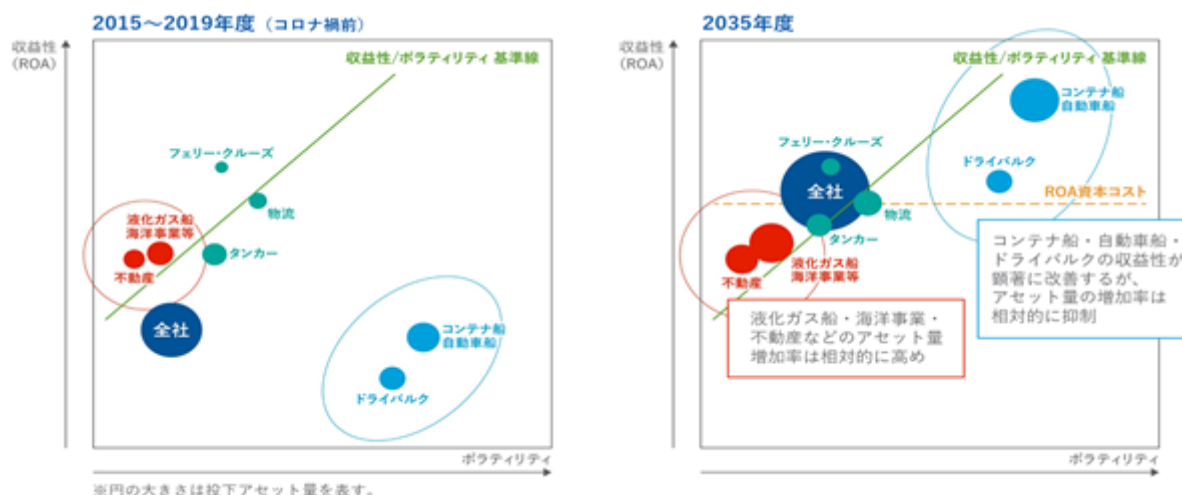 2015～2019年度（コロナ禍前）
収益性
（ROA）
収益性/ボラティリティ 基準線
フェリー・クルーズ
物流
液化ガス船
海洋事業等
タンカー
不動産
全社
コンテナ船
自動車船
ドライバルク
ボラティリティ
※円の大きさは投下アセット量を表す。
2035年度
収益性
（ROA）
収益性/ボラティリティ 基準線
コンテナ船
自動車船
フェリー・クルーズ
ドライバルク
全社
ROA資本コスト
物流
タンカー
液化ガス船
海洋事業等
不動産
コンテナ船・自動車船・
ドライバルクの収益性が
顕著に改善するが、
アセット量の増加率は
相対的に抑制
液化ガス船・海洋事業・
不動産などのアセット量
増加率は相対的に高め
ボラティリティ